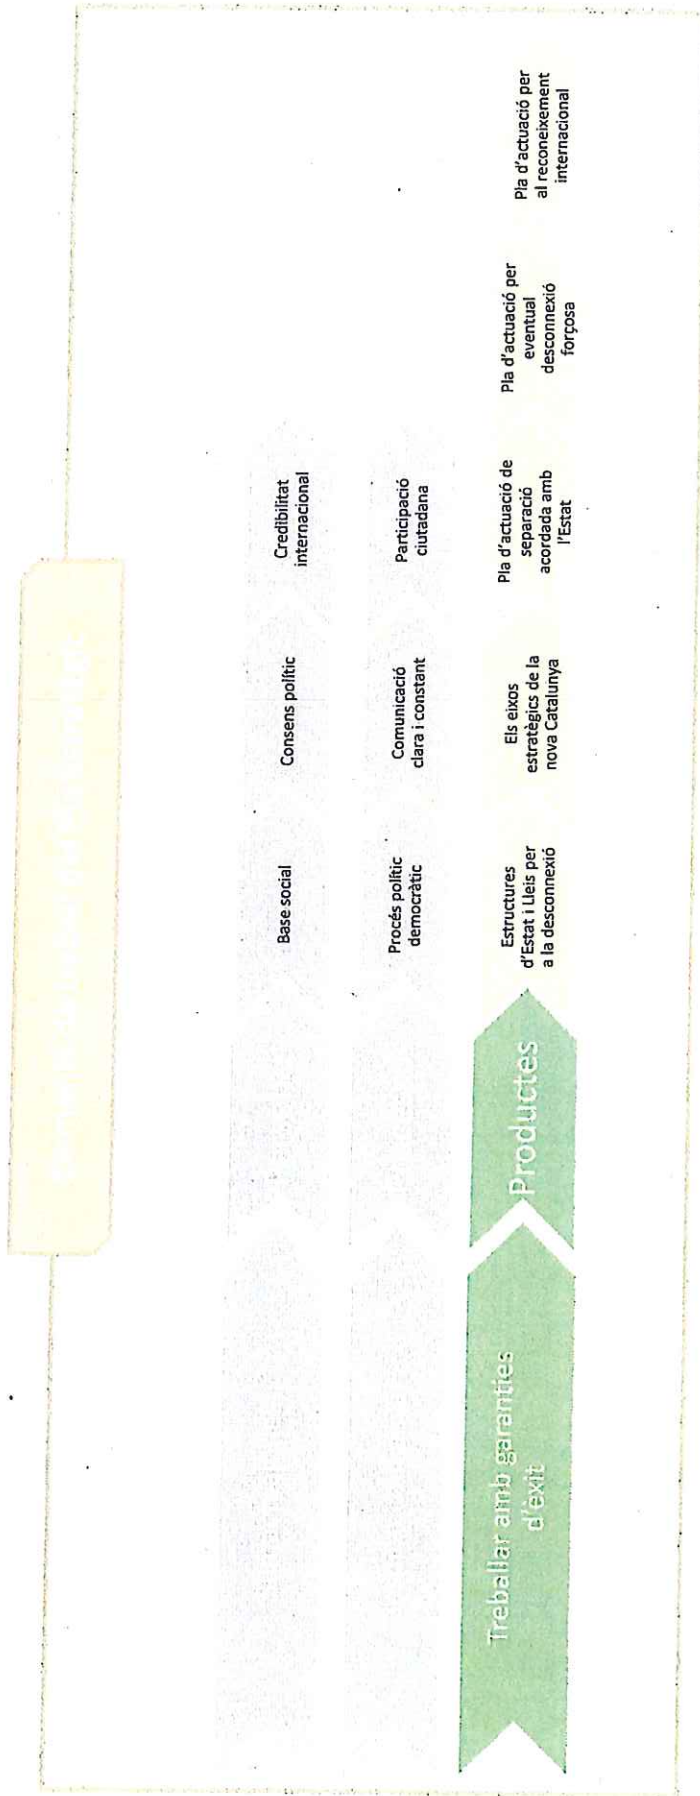 Base social
Consens polític
Credibilitat
internacional
Procés polític
democràtic
Comunicació
clara i constant
Participació
ciutadana
Treballar amb garanties
d'èxit
Productes
Estructures
d'Estat i Lleis per
a la desconnexió
Els eixos
estratègics de la
nova Catalunya
Pla d'actuació de
separació
acordada amb
l'Estat
Pla d'actuació per
eventual
desconnexió
forçosa
Pla d'actuació per
al reconeixement
internacional